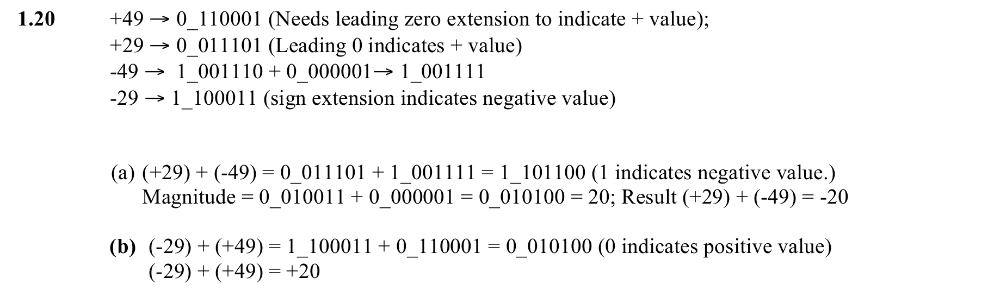 1.20 +49 → 0_110001 (Needs leading zero extension to indicate + value);
+29 → 0_011101 (Leading 0 indicates + value)
-49 → 1_001110 + 0_000001→ 1_001111
-29 → 1_100011 (sign extension indicates negative value)
(a) (+29) + (-49) = 0_011101 + 1_001111 = 1_101100 (1 indicates negative value.)
Magnitude = 0_010011 + 0_000001 = 0_010100 = 20; Result (+29) + (-49) = -20
(b) (-29) + (+49) = 1_100011 + 0_110001 = 0_010100 (0 indicates positive value)
(-29) + (+49) = +20